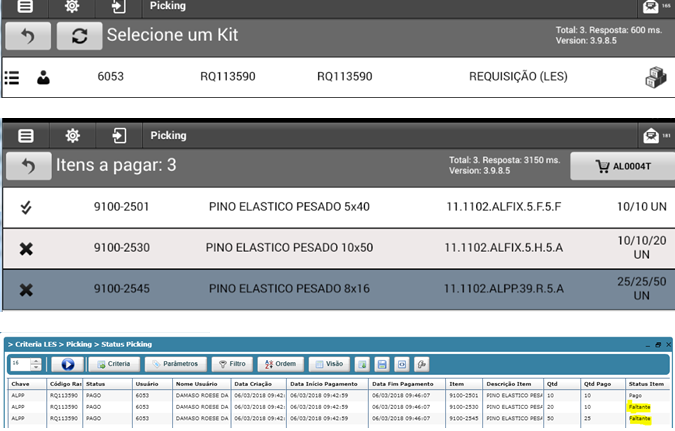 Picking 166
Selecione um Kit Total: 3. Resposta: 600 ms.
Version: 3.9.8.5
6053 RQ113590 RQ113590 REQUISIÇÃO (LES)
Picking 181
Itens a pagar: 3 Total: 3. Resposta: 3150 ms.
Version: 3.9.8.5 AL0004T
9100-2501 PINO ELASTICO PESADO 5x40 11.1102.ALFIX.5.F.5.F 10/10 UN
9100-2530 PINO ELASTICO PESADO 10x50 11.1102.ALFIX.5.H.5.A 10/10/20
UN
9100-2545 PINO ELASTICO PESADO 8x16 11.1102.ALPP.39.R.5.A 25/25/50
UN
> Criteria LES > Picking > Status Picking
16 Criteria Parâmetros Filtro Ordem Visão
Chave Código Ras Status Usuário Nome Usuário Data Criação Data Início Pagamento Data Fim Pagamento Item Descrição Item Qtd Qtd Pago Status Item
ALPP RQ113590 PAGO 6053 DAMASO ROESE DA 06/03/2018 09:42: 06/03/2018 09:42:59 06/03/2018 09:46:07 9100-2501 PINO ELASTICO PESA 10 10 Pago
ALPP RQ113590 PAGO 6053 DAMASO ROESE DA 06/03/2018 09:42: 06/03/2018 09:42:59 06/03/2018 09:46:07 9100-2530 PINO ELASTICO PESA 20 10 Faltante
ALPP RQ113590 PAGO 6053 DAMASO ROESE DA 06/03/2018 09:42: 06/03/2018 09:42:59 06/03/2018 09:46:07 9100-2545 PINO ELASTICO PESA 50 25 Faltante